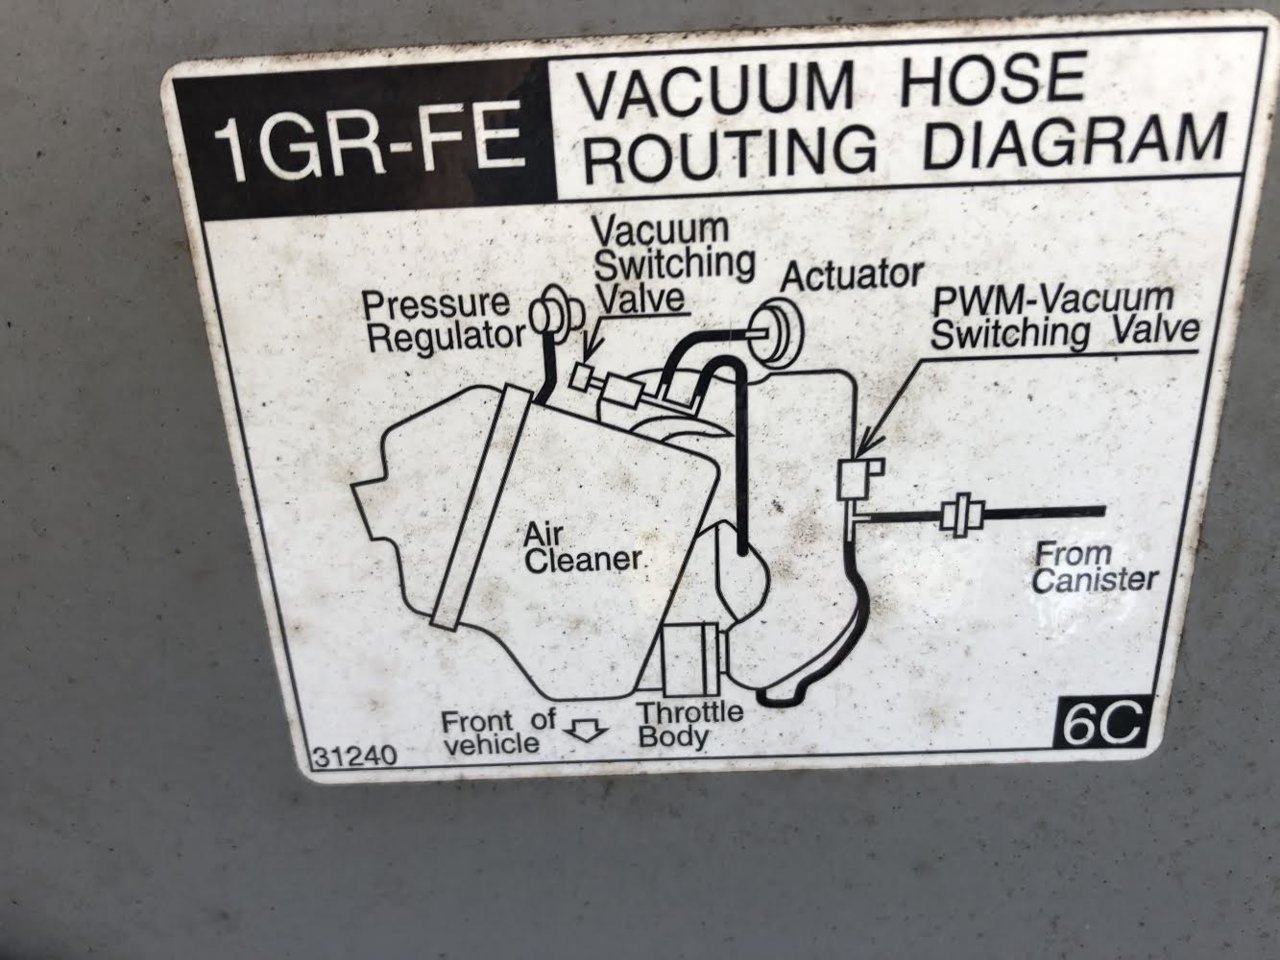 1GR-FE
VACUUM HOSE
ROUTING DIAGRAM
Vacuum
Switching
Valve
Actuator
Pressure
Regulator
PWM-Vacuum
Switching Valve
Air
Cleaner
From
Canister
Front of
vehicle
Throttle
Body
31240
6C